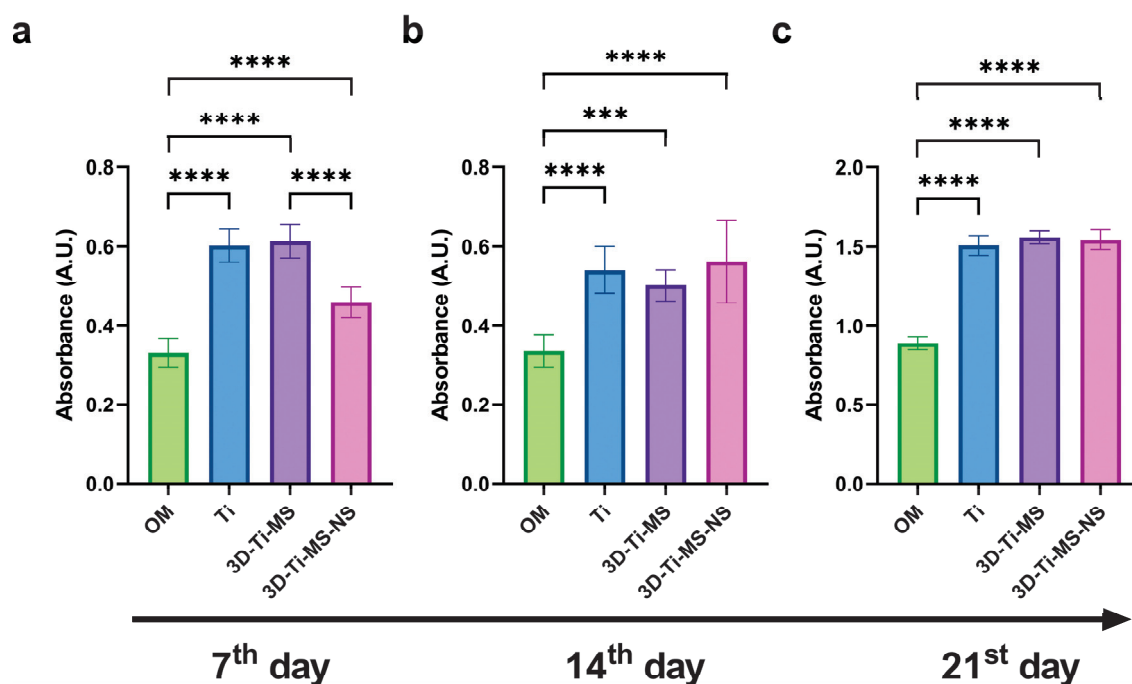 a
****
****
**** ****
Absorbance (A.U.)
0.8
0.6
0.4
0.2
0.0
OM
Ti
3D-Ti-MS
3D-Ti-MS-NS
b
****
***
****
Absorbance (A.U.)
0.8
0.6
0.4
0.2
0.0
OM
Ti
3D-Ti-MS
3D-Ti-MS-NS
c
****
****
****
Absorbance (A.U.)
2.0
1.5
1.0
0.5
0.0
OM
Ti
3D-Ti-MS
3D-Ti-MS-NS
7th day
14th day
21st day